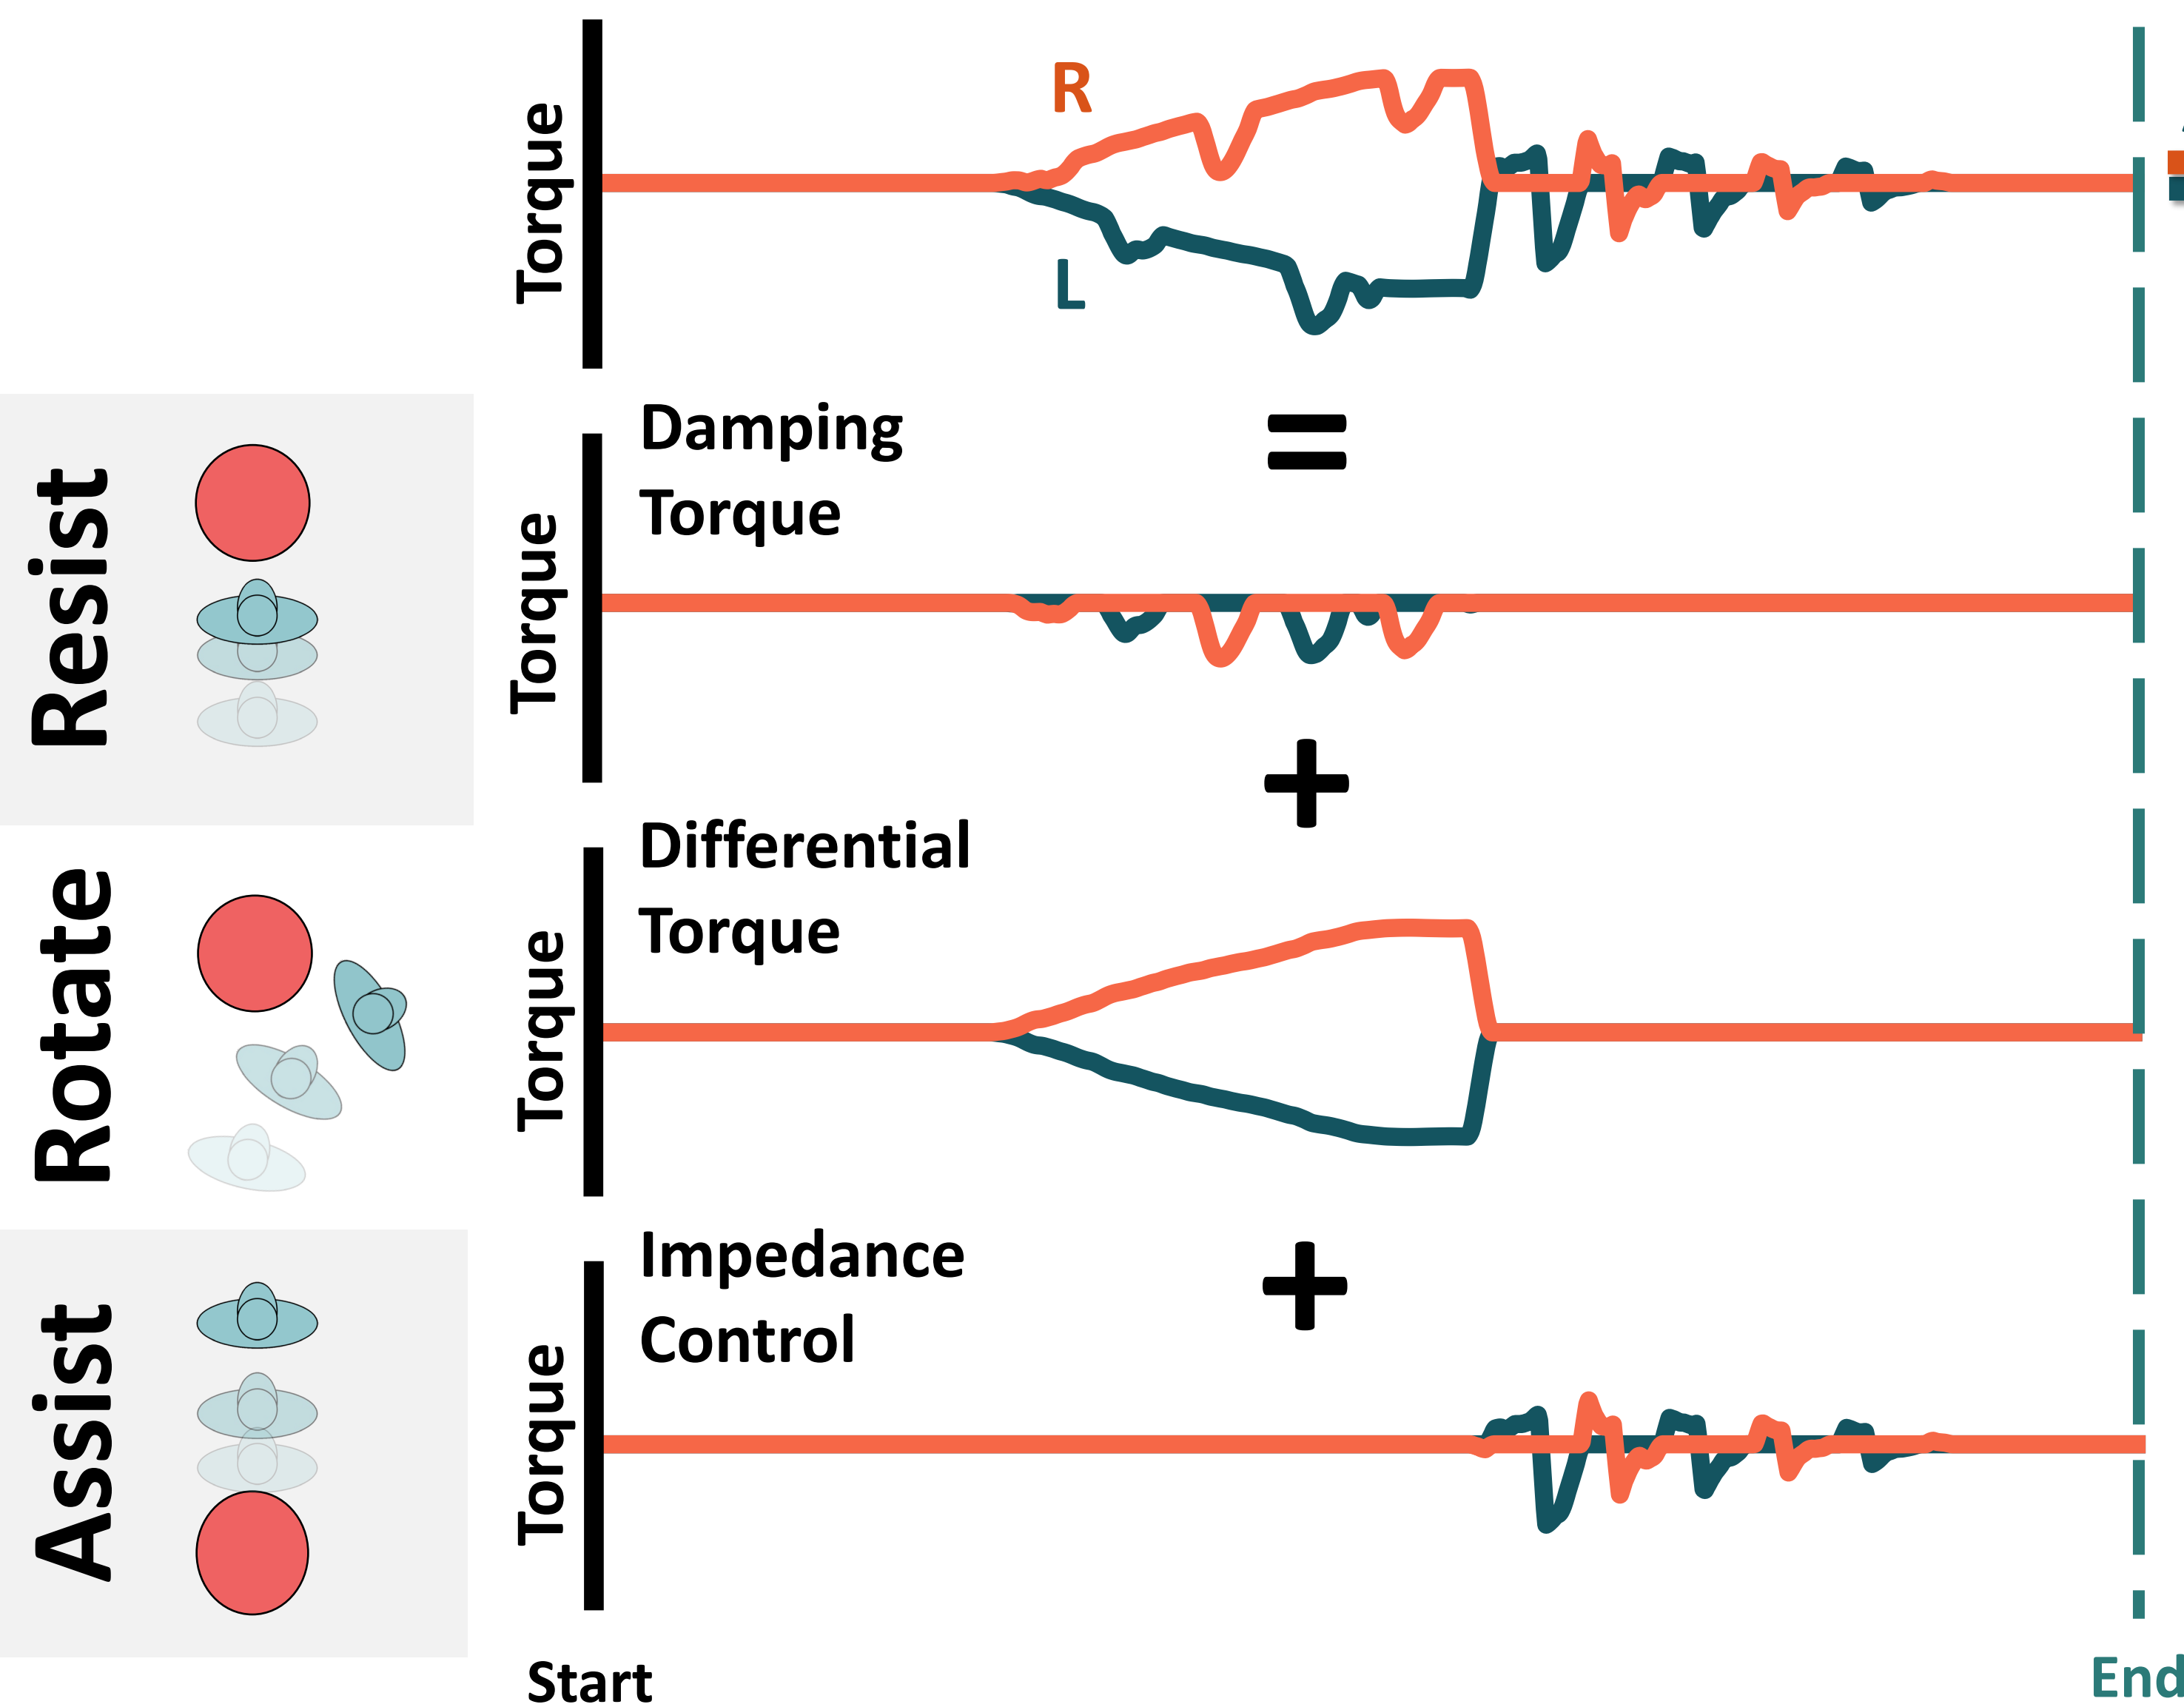 Torque
R
L
=
Resist
Torque
Damping
Torque
+
Rotate
Torque
Differential
Torque
+
Assist
Torque
Impedance
Control
Start
End